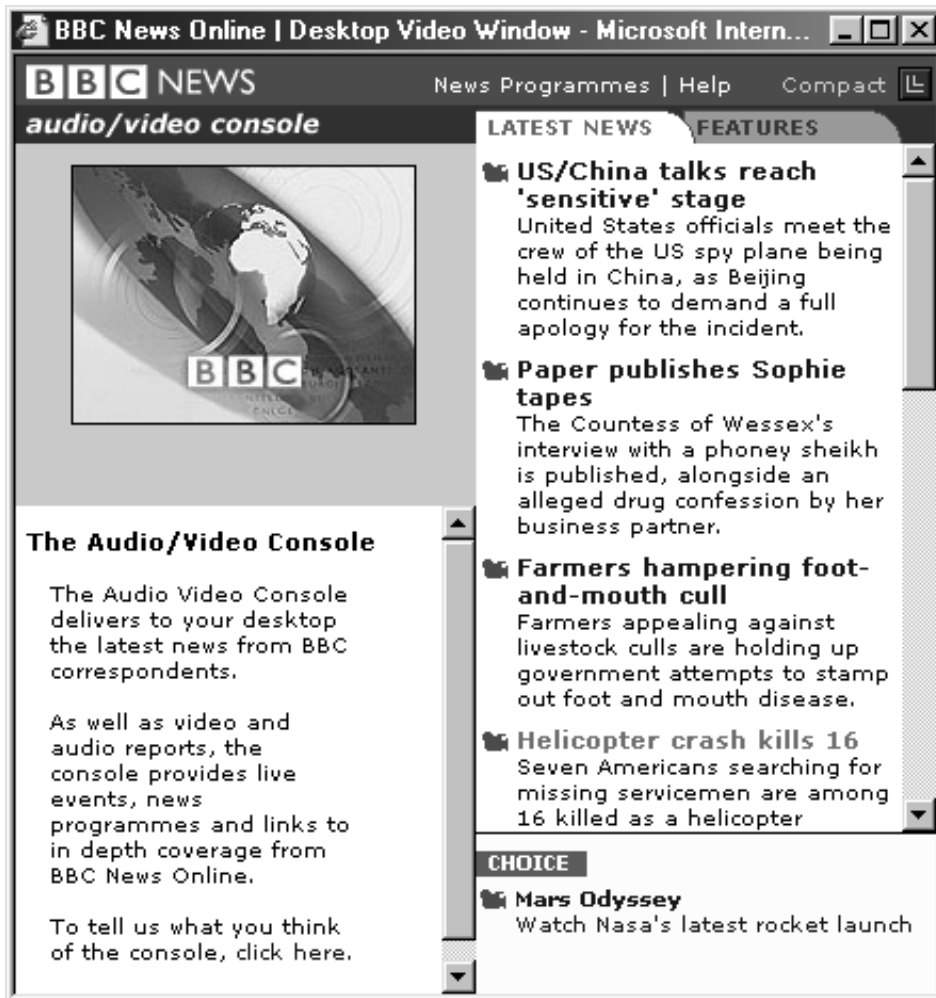 BBC News Online | Desktop Video Window - Microsoft Intern...
BBC NEWS
News Programmes | Help
Compact
audio/video console
LATEST NEWS
FEATURES
BBC
The Audio/Video Console
The Audio Video Console
delivers to your desktop
the latest news from BBC
correspondents.
As well as video and
audio reports, the
console provides live
events, news
programmes and links to
in depth coverage from
BBC News Online.
To tell us what you think
of the console, click here.
US/China talks reach
'sensitive' stage
United States officials meet the
crew of the US spy plane being
held in China, as Beijing
continues to demand a full
apology for the incident.
Paper publishes Sophie
tapes
The Countess of Wessex's
interview with a phoney sheikh
is published, alongside an
alleged drug confession by her
business partner.
Farmers hampering foot-
and-mouth cull
Farmers appealing against
livestock culls are holding up
government attempts to stamp
out foot and mouth disease.
Helicopter crash kills 16
Seven Americans searching for
missing servicemen are among
16 killed as a helicopter
CHOICE
Mars Odyssey
Watch Nasa's latest rocket launch